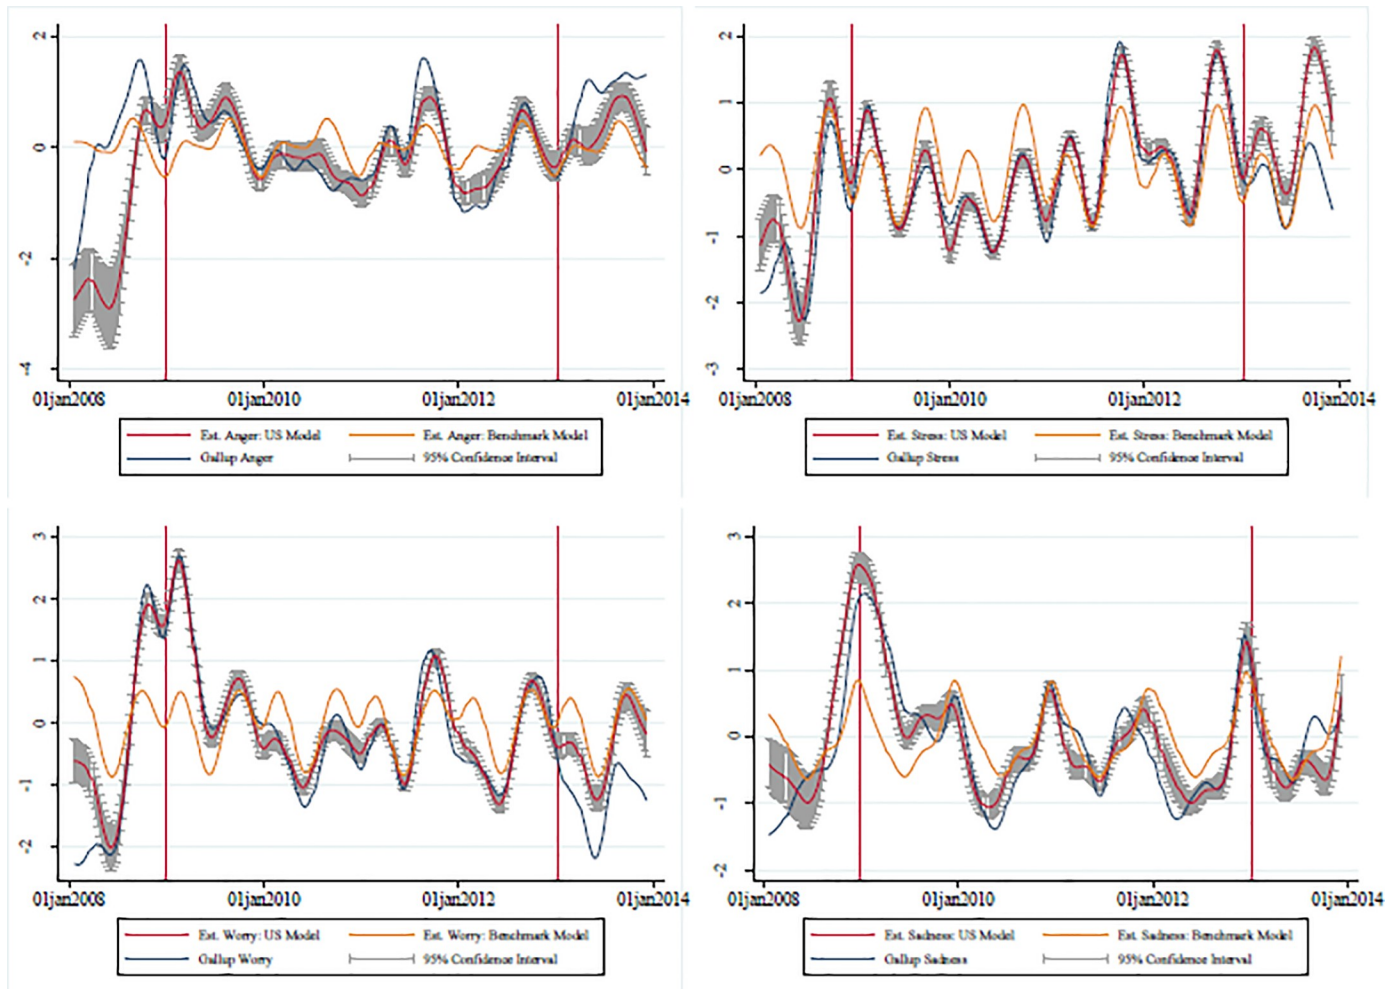 2
1
0
-2
-4
01jan2008 01jan2010 01jan2012 01jan2014
Est. Anger: US Model Est. Anger: Benchmark Model
Gallup Anger 95% Confidence Interval
2
1
0
-1
-2
-3
01jan2008 01jan2010 01jan2012 01jan2014
Est. Stress: US Model Est. Stress: Benchmark Model
Gallup Stress 95% Confidence Interval
3
2
1
0
-1
-2
01jan2008 01jan2010 01jan2012 01jan2014
Est. Worry: US Model Est. Worry: Benchmark Model
Gallup Worry 95% Confidence Interval
3
2
1
0
-1
-2
01jan2008 01jan2010 01jan2012 01jan2014
Est. Sadness: US Model Est. Sadness: Benchmark Model
Gallup Sadness 95% Confidence Interval